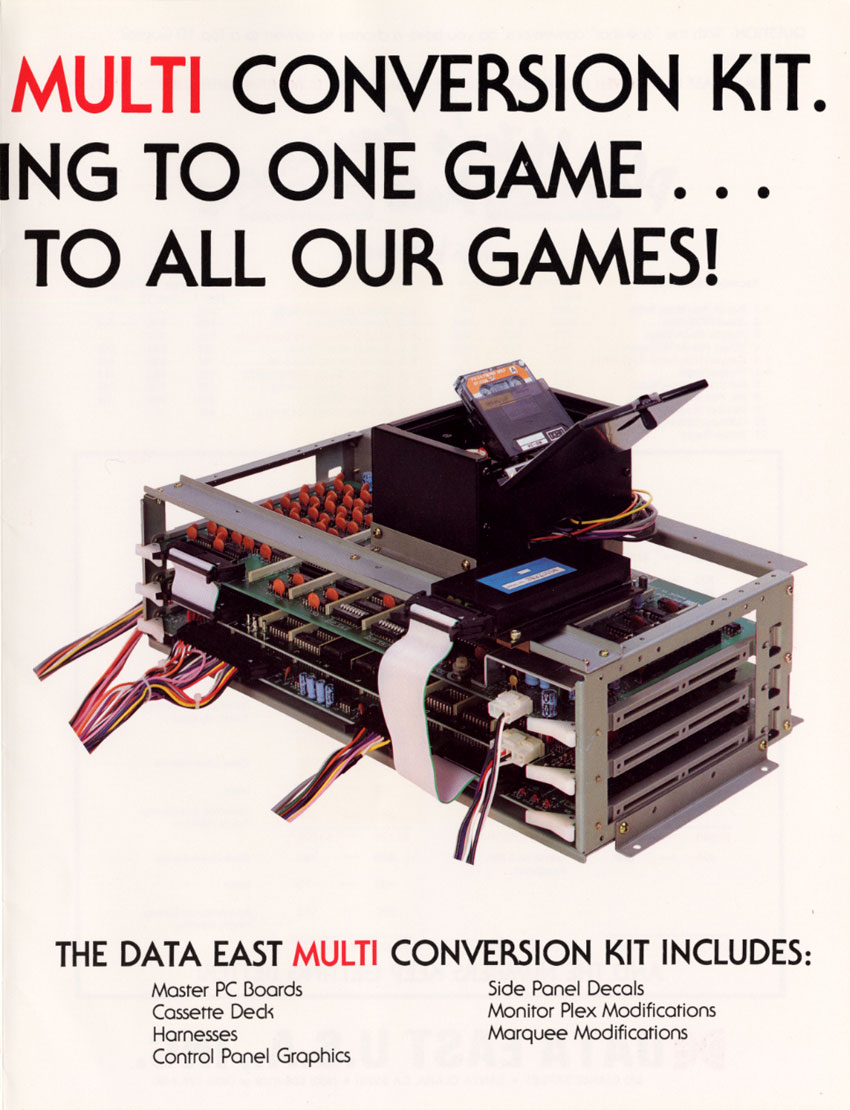 MULTI CONVERSION KIT.
ING TO ONE GAME . . .
TO ALL OUR GAMES!
THE DATA EAST MULTI CONVERSION KIT INCLUDES:
Master PC Boards
Cassette Deck
Harnesses
Control Panel Graphics
Side Panel Decals
Monitor Plex Modifications
Marquee Modifications